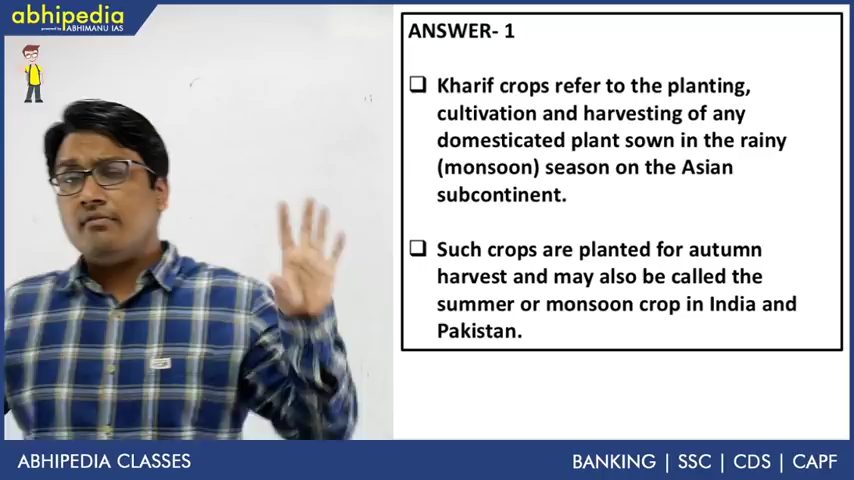 abhipedia
powered by ABHIMANU IAS
ANSWER- 1
Kharif crops refer to the planting,
cultivation and harvesting of any
domesticated plant sown in the rainy
(monsoon) season on the Asian
subcontinent.
Such crops are planted for autumn
harvest and may also be called the
summer or monsoon crop in India and
Pakistan.
ABHIPEDIA CLASSES
BANKING | SSC | CDS | CAPF